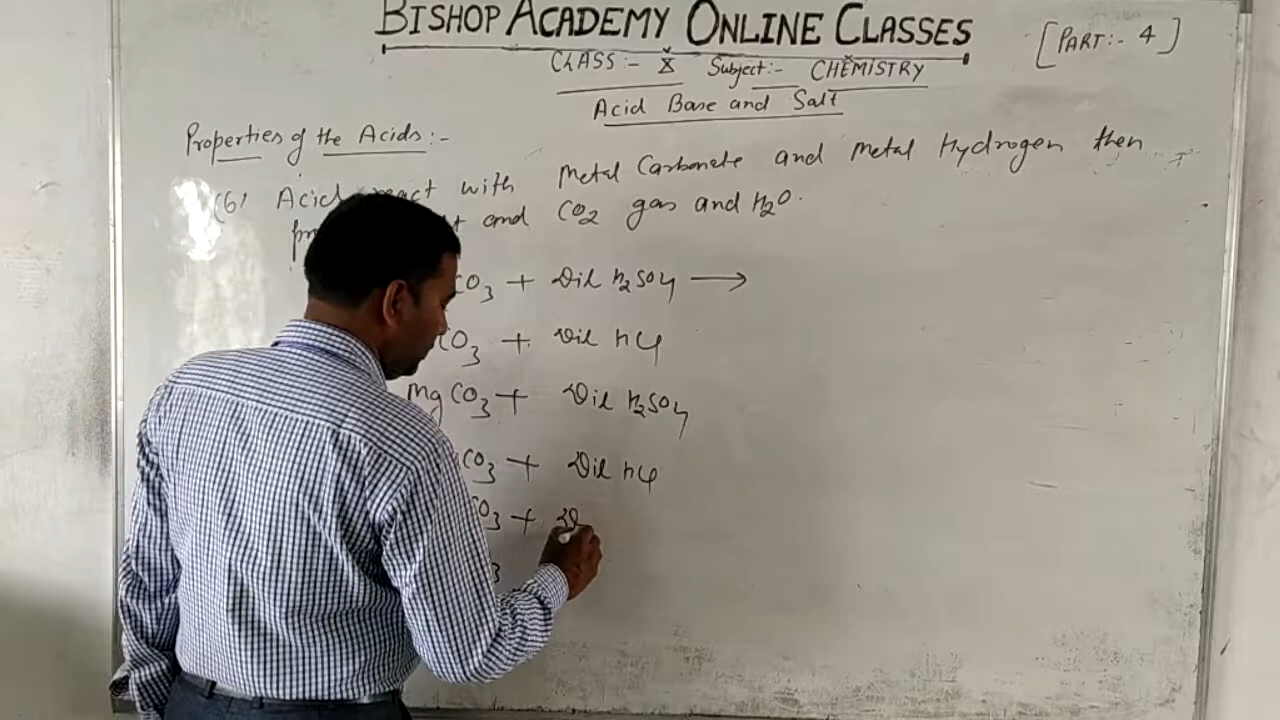 BISHOP ACADEMY ONLINE CLASSES
[PART:- 4]
CLASS:- X Subject:- CHEMISTRY
Acid Base and Salt
Properties of the Acids:-
(6) Acid react with Metal Carbonate and Metal Hydrogen then
and CO2 gas and H2O.
CO3 + Dil H2SO4 ⟶
CO3 + Dil HCl
MgCO3 + Dil H2SO4
CO3 + Dil HCl
CO3 +
3